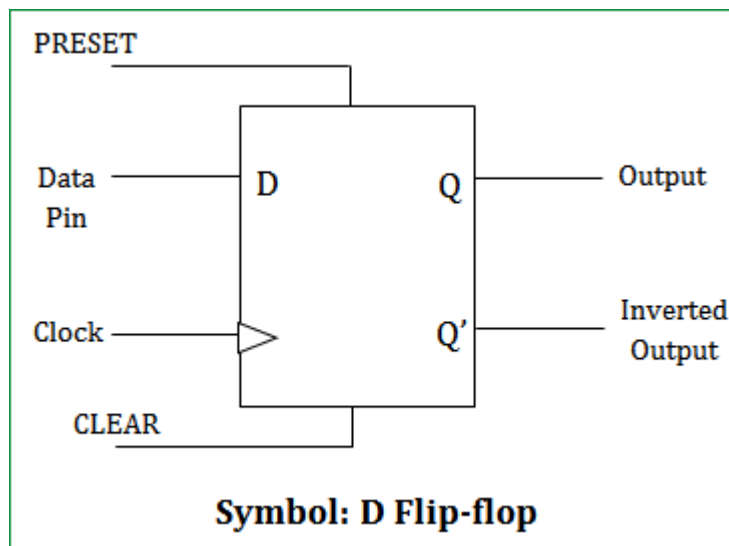 PRESET
Data
Pin
D
Q
Output
Clock
Q’
Inverted
Output
CLEAR
Symbol: D Flip-flop